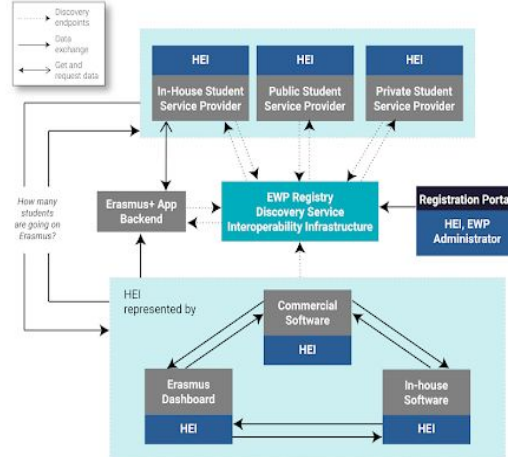 Discovery
endpoints
Data
exchange
Get and
request data
HEI
In-House Student
Service Provider
HEI
Public Student
Service Provider
HEI
Private Student
Service Provider
How many
students
are going on
Erasmus?
Erasmus+ App
Backend
EWP Registry
Discovery Service
Interoperability Infrastructure
Registration Portal
HEI, EWP
Administrator
HEI
represented by
Commercial
Software
HEI
Erasmus
Dashboard
HEI
In-house
Software
HEI